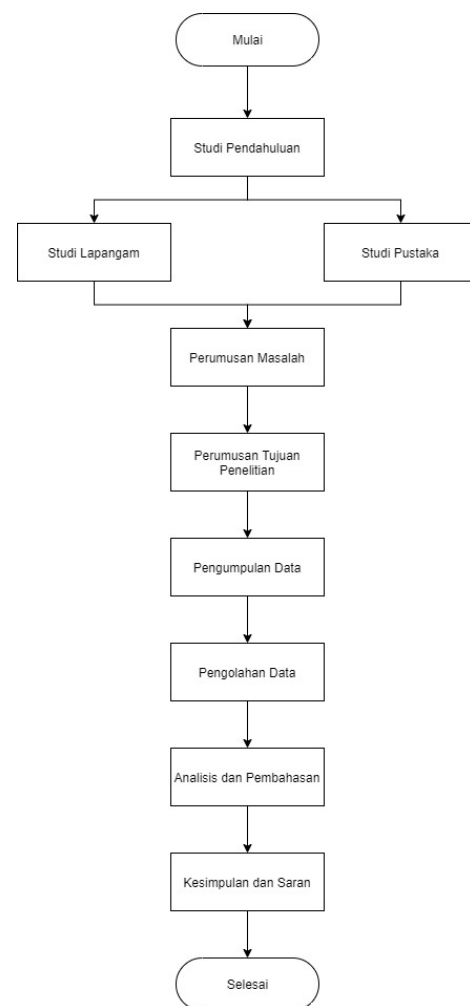 Mulai
Studi Pendahuluan
Studi Lapangam
Studi Pustaka
Perumusan Masalah
Perumusan Tujuan
Penelitian
Pengumpulan Data
Pengolahan Data
Analisis dan Pembahasan
Kesimpulan dan Saran
Selesai